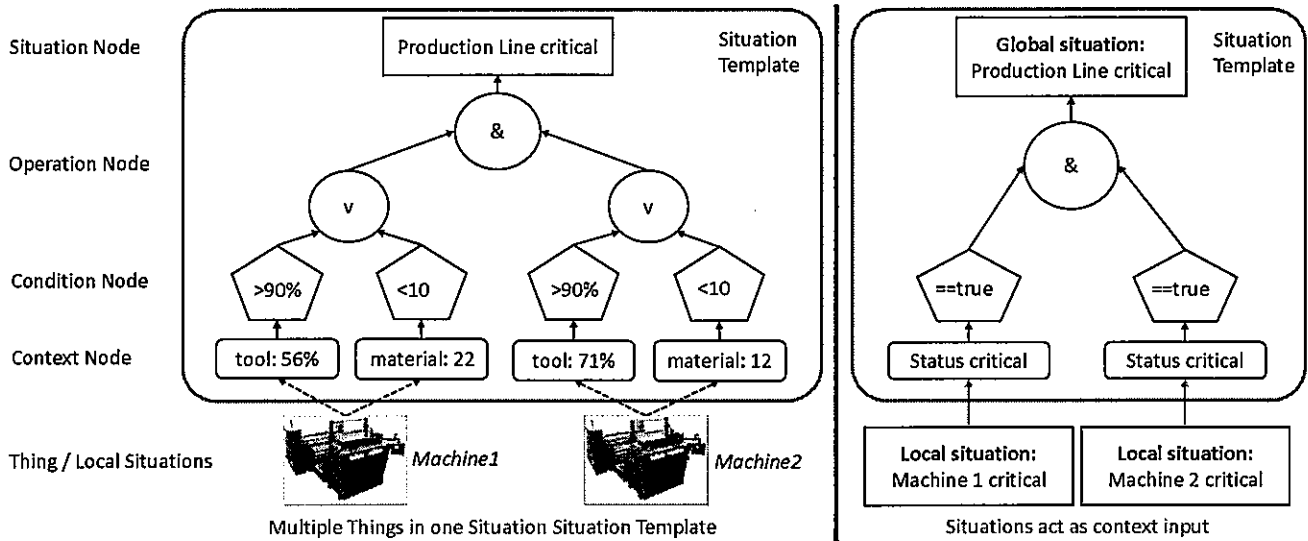 Situation Node
Production Line critical
Situation
Template
Global situation:
Production Line critical
Situation
Template
Operation Node
&
&
v
v
Condition Node
>90%
<10
>90%
<10
==true
==true
Context Node
tool: 56%
material: 22
tool: 71%
material: 12
Status critical
Status critical
Thing / Local Situations
Machine1
Machine2
Local situation:
Machine 1 critical
Local situation:
Machine 2 critical
Multiple Things in one Situation Situation Template
Situations act as context input